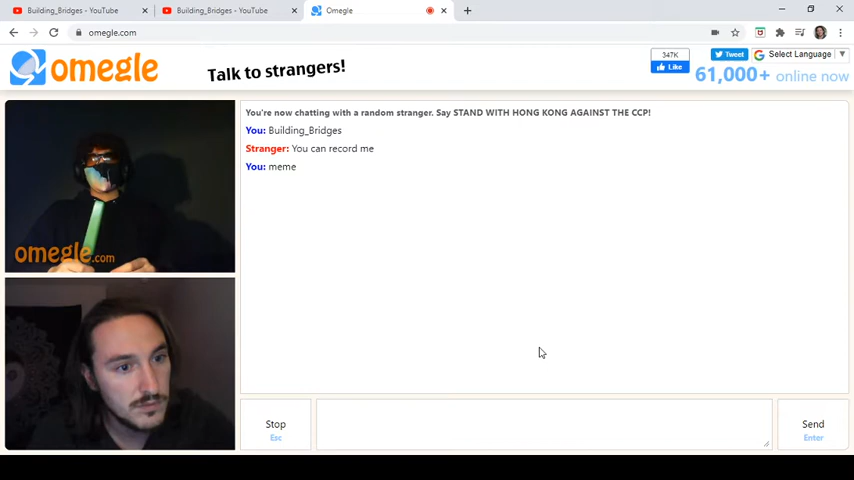 Building_Bridges - YouTube
Building_Bridges - YouTube
Omegle
omegle.com
omegle
Talk to strangers!
347K
Like
Tweet
Select Language
61,000+ online now
You're now chatting with a random stranger. Say STAND WITH HONG KONG AGAINST THE CCP!
You: Building_Bridges
Stranger: You can record me
You: meme
omegle.com
Stop
Esc
Send
Enter